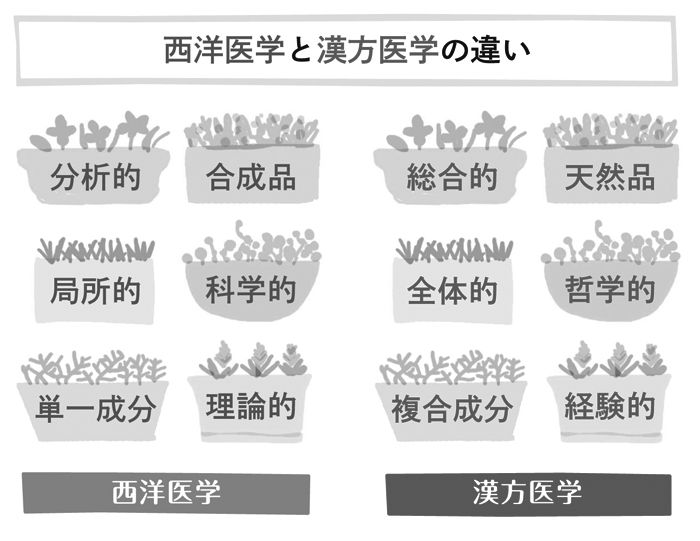 西洋医学と漢方医学の違い
分析的
合成品
総合的
天然品
局所的
科学的
全体的
哲学的
単一成分
理論的
複合成分
経験的
西洋医学
漢方医学